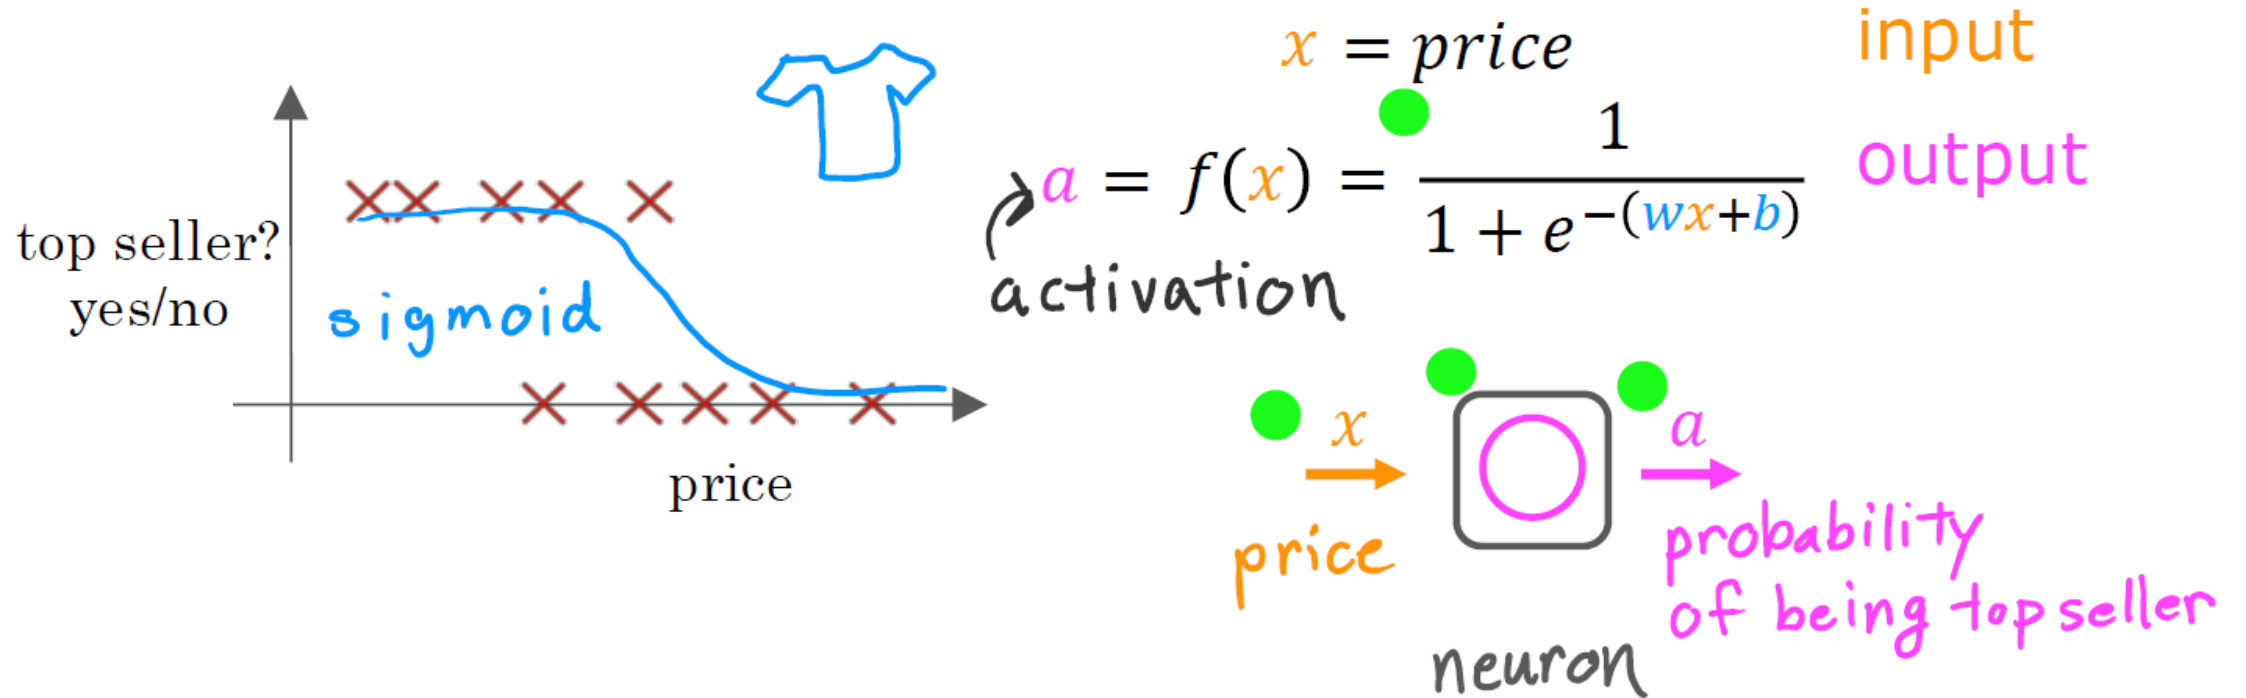 top seller?
yes/no
sigmoid
price
x = price
input
a = f(x) = 1 / (1 + e^−(wx+b))
output
activation
x
a
price
probability
of being top seller
neuron